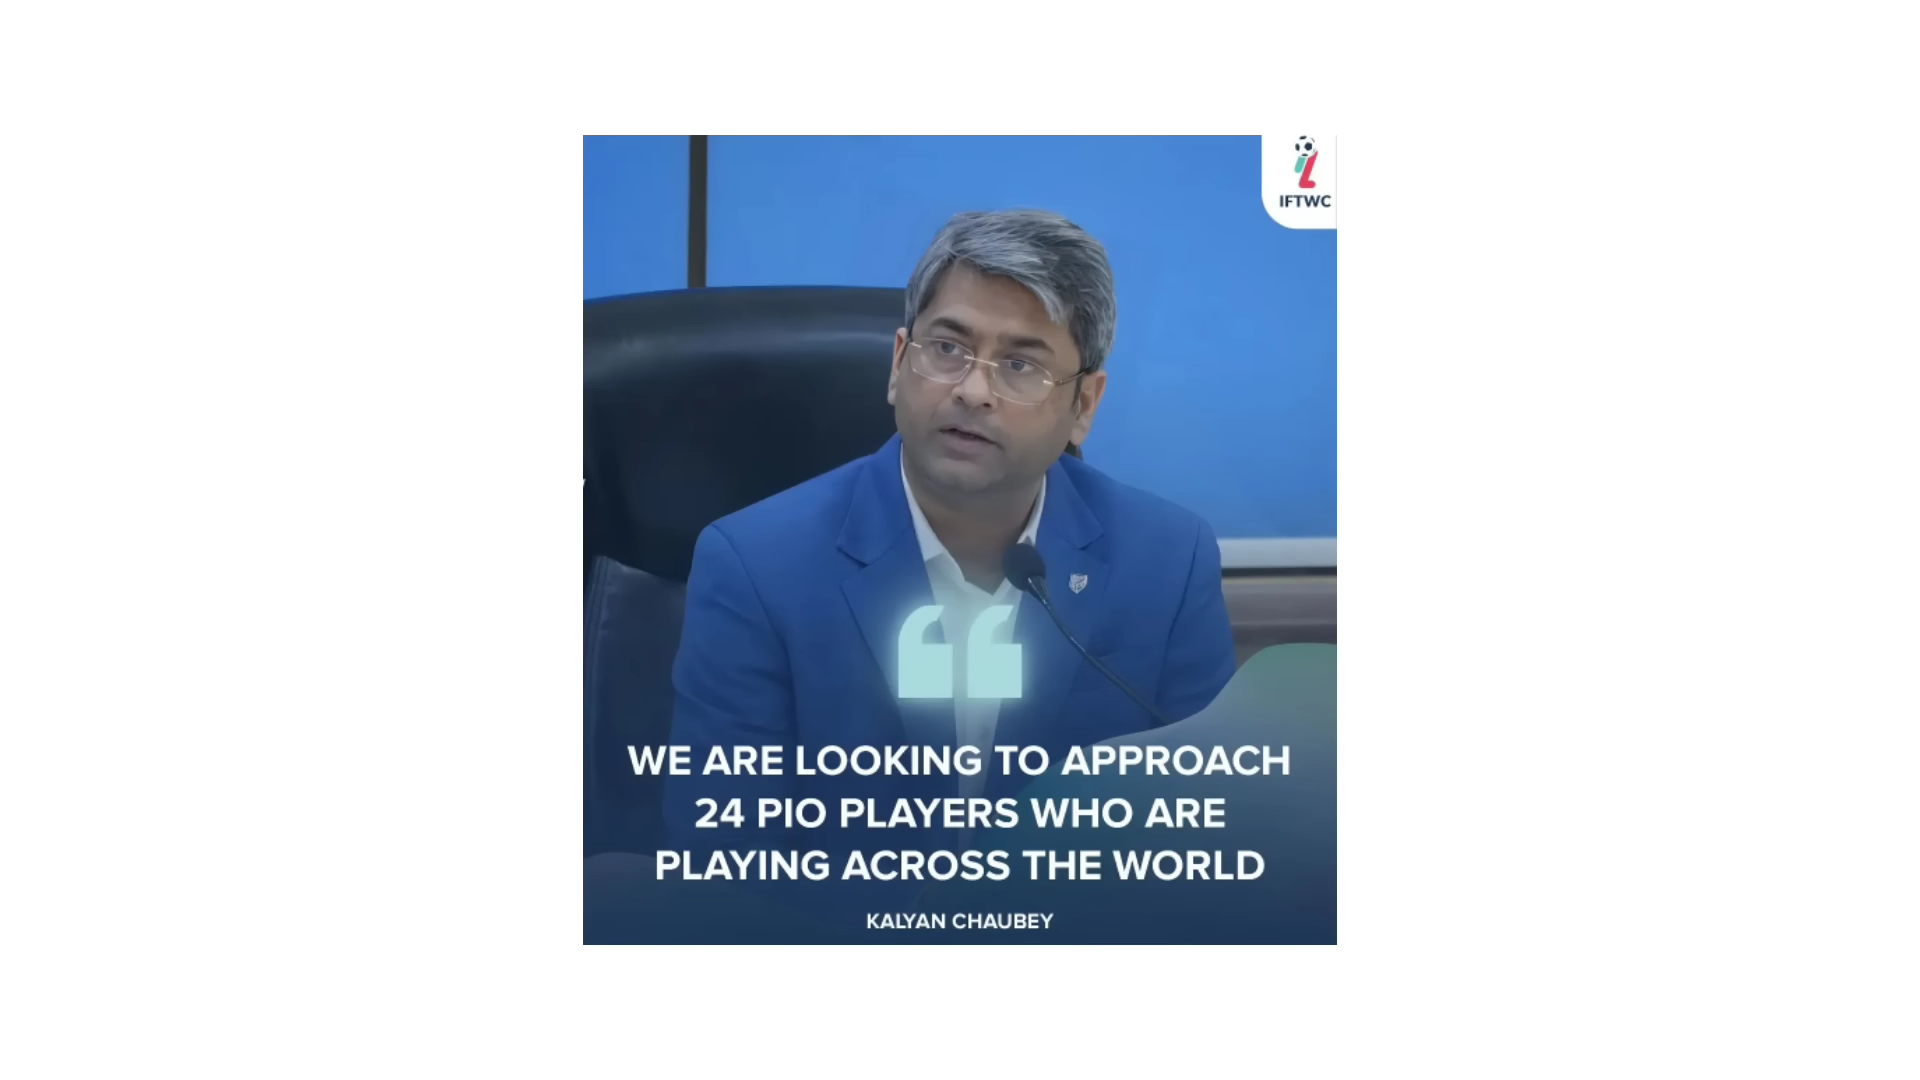 IFTWC
WE ARE LOOKING TO APPROACH
24 PIO PLAYERS WHO ARE
PLAYING ACROSS THE WORLD
KALYAN CHAUBEY